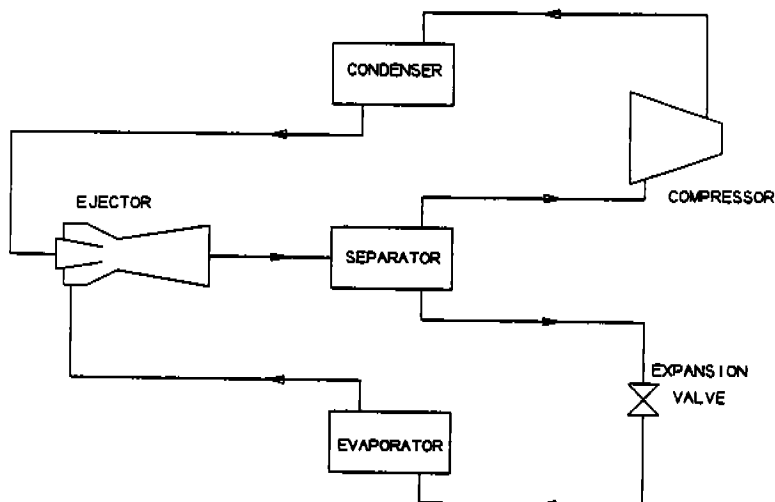 CONDENSER
EJECTOR
COMPRESSOR
SEPARATOR
EXPANSION
VALVE
EVAPORATOR